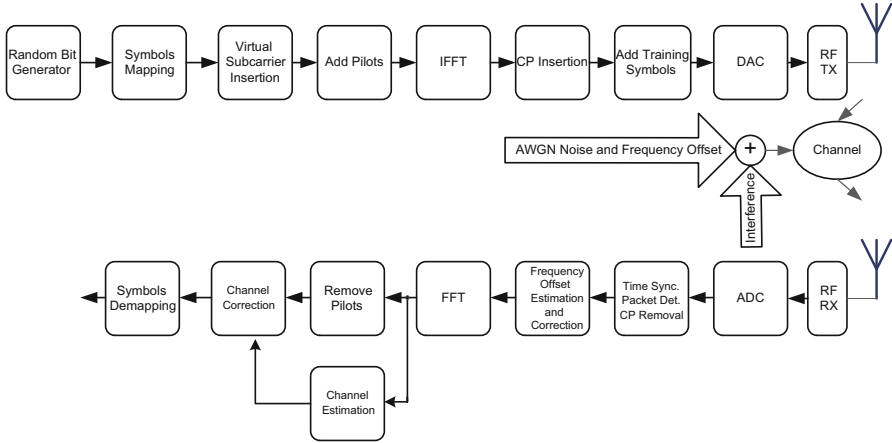 Random Bit
Generator
Symbols
Mapping
Virtual
Subcarrier
Insertion
Add Pilots
IFFT
CP Insertion
Add Training
Symbols
DAC
RF
TX
AWGN Noise and Frequency Offset
+
Channel
Interference
Symbols
Demapping
Channel
Correction
Remove
Pilots
FFT
Frequency
Offset
Estimation
and
Correction
Time Sync.
Packet Det.
CP Removal
ADC
RF
RX
Channel
Estimation